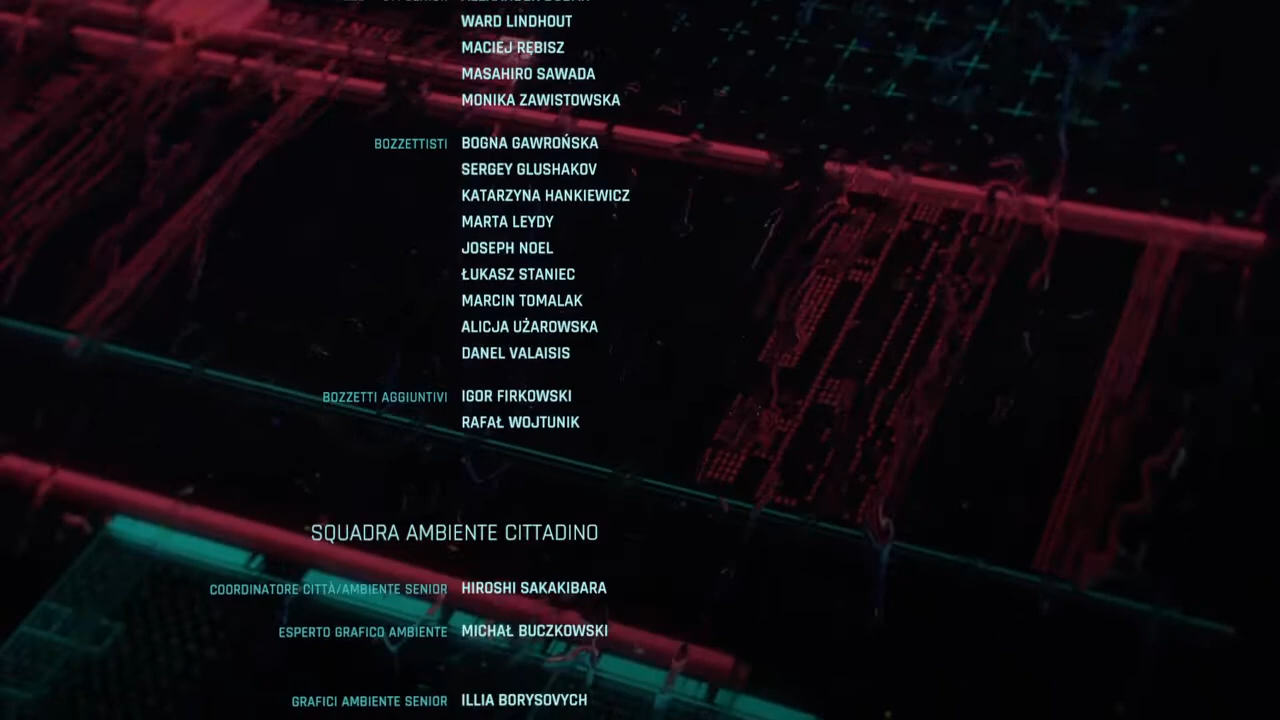 WARD LINDHOUT
MACIEJ RĘBISZ
MASAHIRO SAWADA
MONIKA ZAWISTOWSKA
BOZZETTISTI BOGNA GAWROŃSKA
SERGEY GLUSHAKOV
KATARZYNA HANKIEWICZ
MARTA LEYDY
JOSEPH NOEL
ŁUKASZ STANIEC
MARCIN TOMALAK
ALICJA UŻAROWSKA
DANEL VALAISIS
BOZZETTI AGGIUNTIVI IGOR FIRKOWSKI
RAFAŁ WOJTUNIK
SQUADRA AMBIENTE CITTADINO
COORDINATORE CITTÀ/AMBIENTE SENIOR HIROSHI SAKAKIBARA
ESPERTO GRAFICO AMBIENTE MICHAŁ BUCZKOWSKI
GRAFICI AMBIENTE SENIOR ILLIA BORYSOVYCH